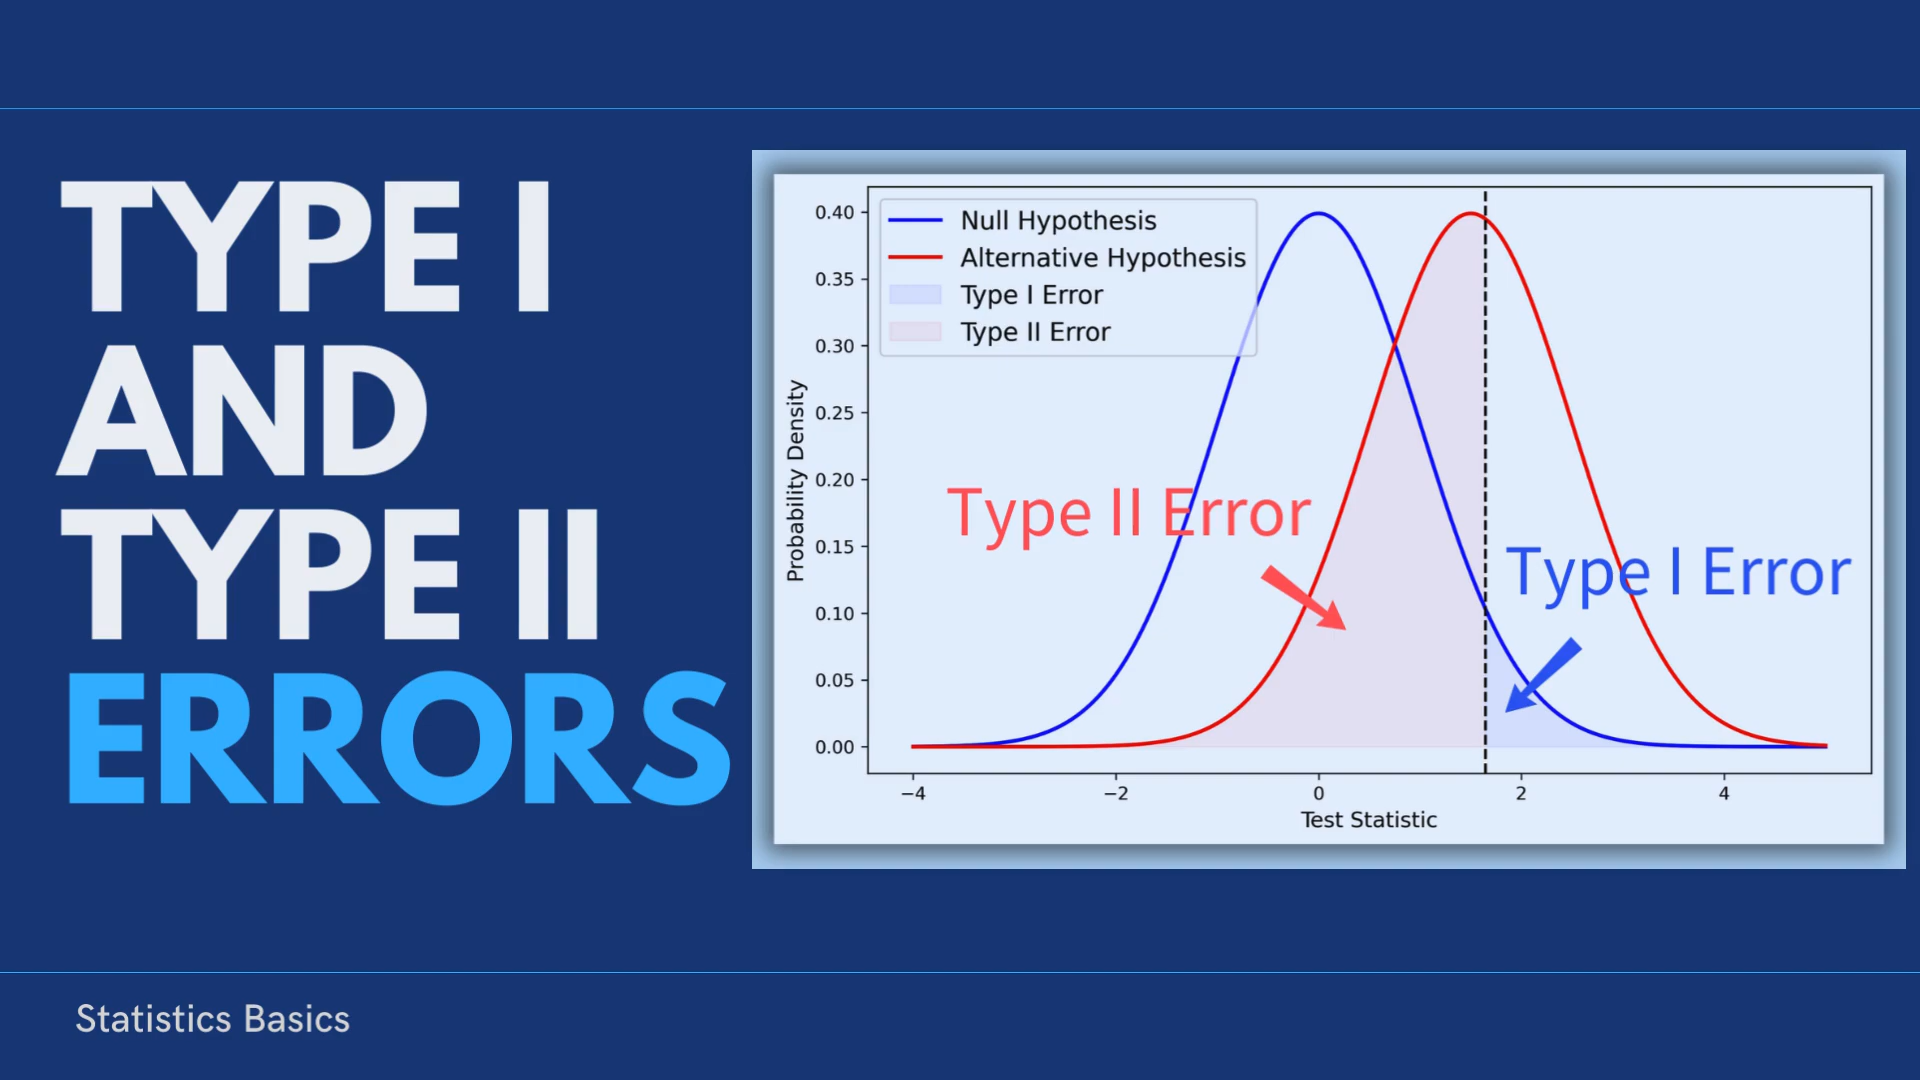 TYPE I
AND
TYPE II
ERRORS
Null Hypothesis
Alternative Hypothesis
Type I Error
Type II Error
Probability Density
0.40
0.35
0.30
0.25
0.20
0.15
0.10
0.05
0.00
Type II Error
Type I Error
−4
−2
0
2
4
Test Statistic
Statistics Basics